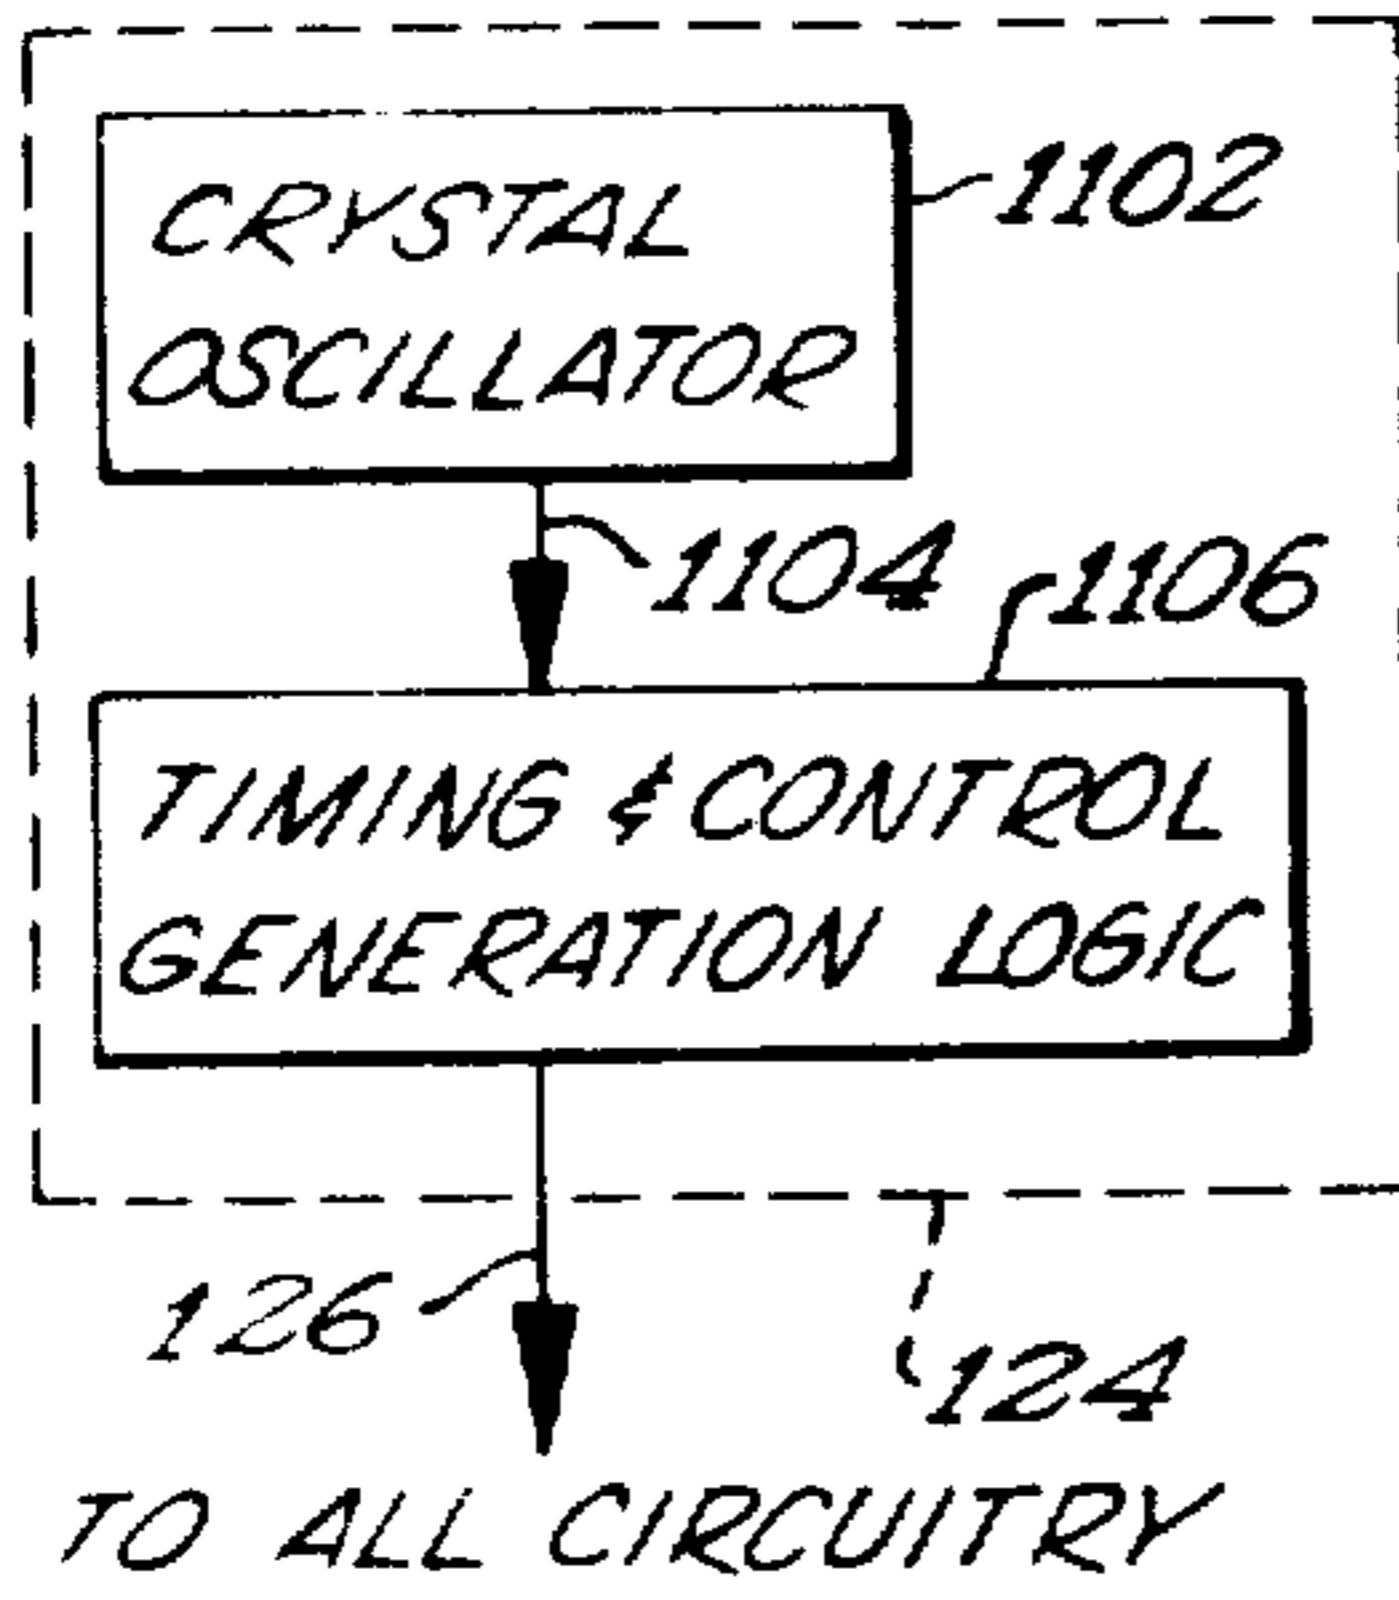 CRYSTAL
OSCILLATOR
1102
1104
1106
TIMING & CONTROL
GENERATION LOGIC
126
124
TO ALL CIRCUITRY